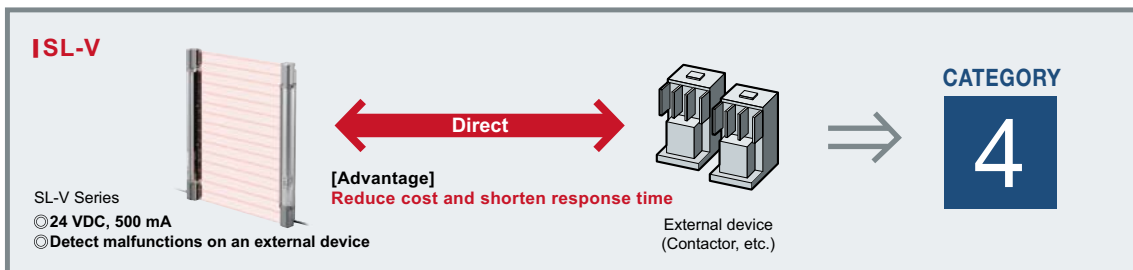 SL-V
Direct
[Advantage]
Reduce cost and shorten response time
SL-V Series
◎24 VDC, 500 mA
◎Detect malfunctions on an external device
External device
(Contactor, etc.)
CATEGORY
4